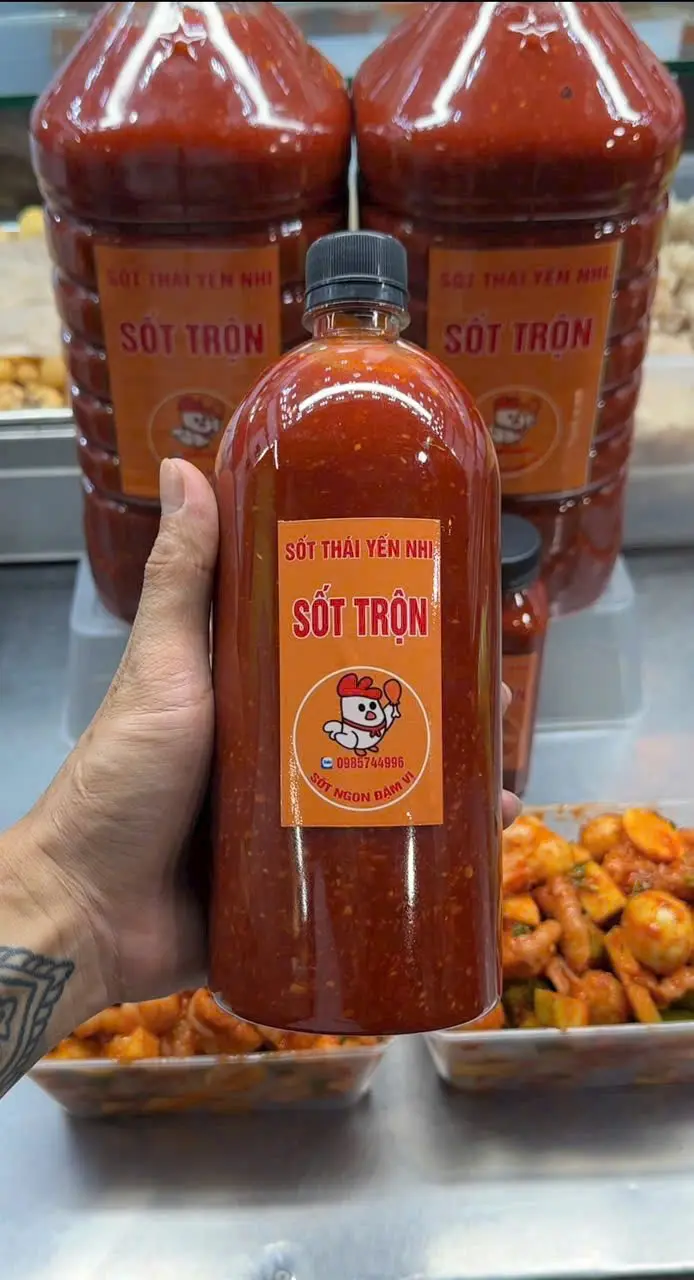 SỐT THÁI YẾN NHI
SỐT TRỘN
SỐT THÁI YẾN NHI
SỐT TRỘN
SỐT THÁI YẾN NHI
SỐT TRỘN
Zalo 0985744996
SỐT NGON ĐẬM VỊ